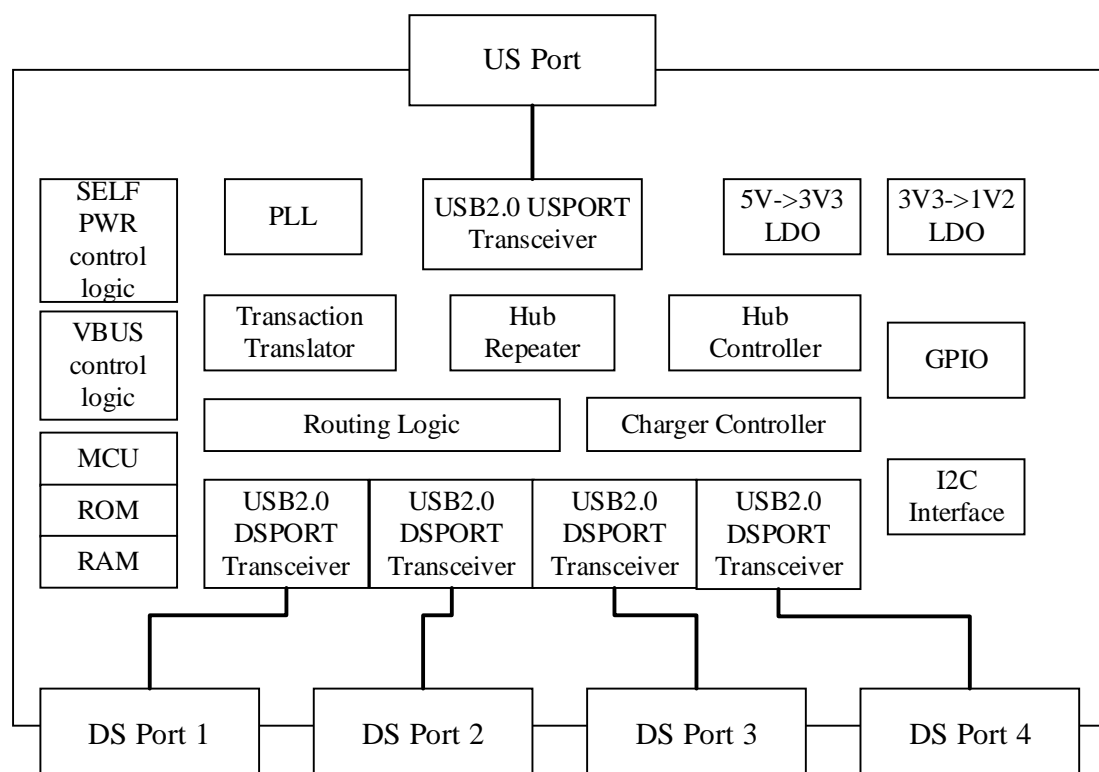 US Port
SELF
PWR
control
logic
PLL
USB2.0 USPORT
Transceiver
5V->3V3
LDO
3V3->1V2
LDO
VBUS
control
logic
Transaction
Translator
Hub
Repeater
Hub
Controller
GPIO
Routing Logic
Charger Controller
MCU
ROM
RAM
USB2.0
DSPORT
Transceiver
USB2.0
DSPORT
Transceiver
USB2.0
DSPORT
Transceiver
USB2.0
DSPORT
Transceiver
I2C
Interface
DS Port 1
DS Port 2
DS Port 3
DS Port 4